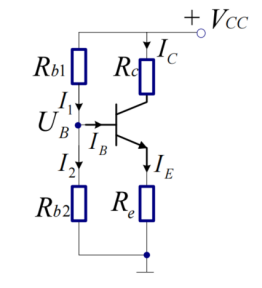 + V_CC
R_b1
R_c
I_C
I_1
U_B
I_B
I_2
I_E
R_b2
R_e